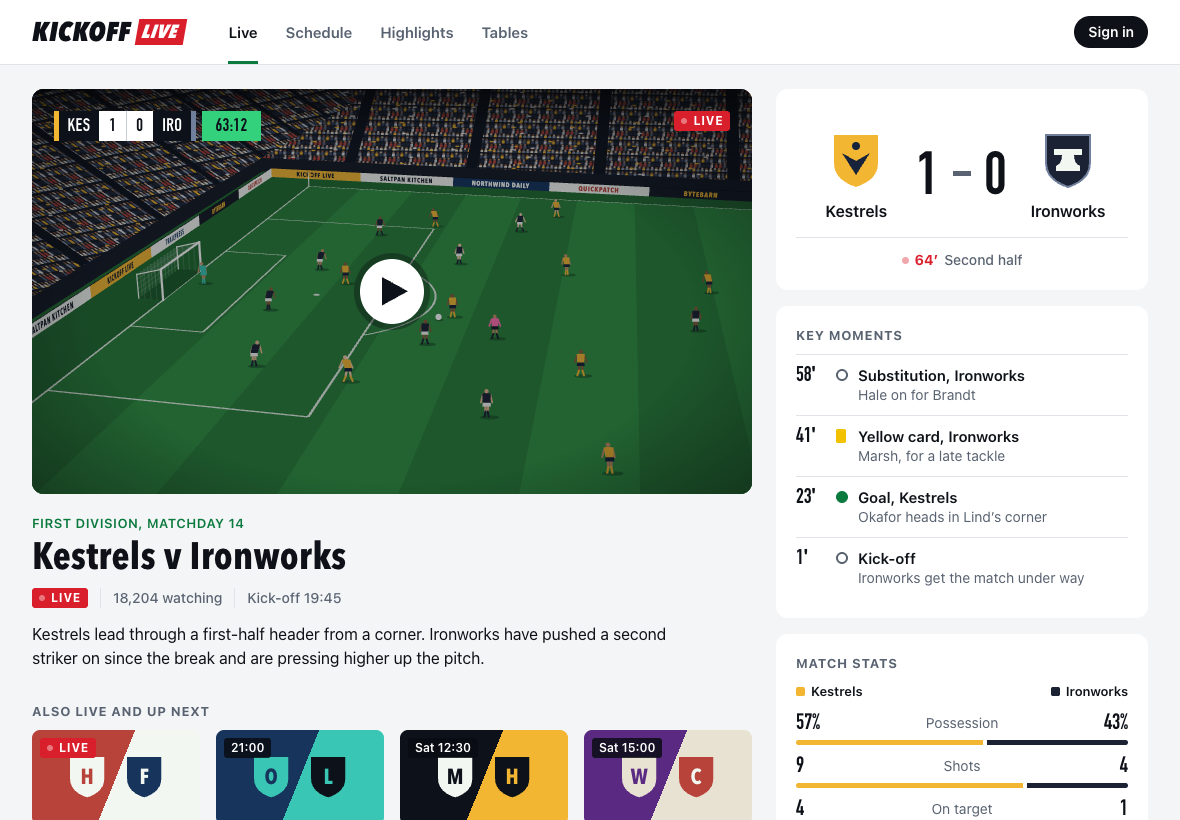 KICKOFF LIVE
Live
Schedule
Highlights
Tables
Sign in
KES 1 0 IRO 63:12
LIVE
KICKOFF LIVE
SALTPAN KITCHEN
NORTHWIND DAILY
QUICKPATCH
BYTEBARN
KICKOFF LIVE
ALTPAN KITCHEN
1 – 0
Kestrels
Ironworks
64′ Second half
KEY MOMENTS
58' Substitution, Ironworks
Hale on for Brandt
41' Yellow card, Ironworks
Marsh, for a late tackle
23' Goal, Kestrels
Okafor heads in Lind's corner
1' Kick-off
Ironworks get the match under way
FIRST DIVISION, MATCHDAY 14
Kestrels v Ironworks
LIVE
18,204 watching
Kick-off 19:45
Kestrels lead through a first-half header from a corner. Ironworks have pushed a second
striker on since the break and are pressing higher up the pitch.
ALSO LIVE AND UP NEXT
LIVE
H F
21:00
O L
Sat 12:30
M H
Sat 15:00
W C
MATCH STATS
Kestrels
Ironworks
57% Possession 43%
9 Shots 4
4 On target 1